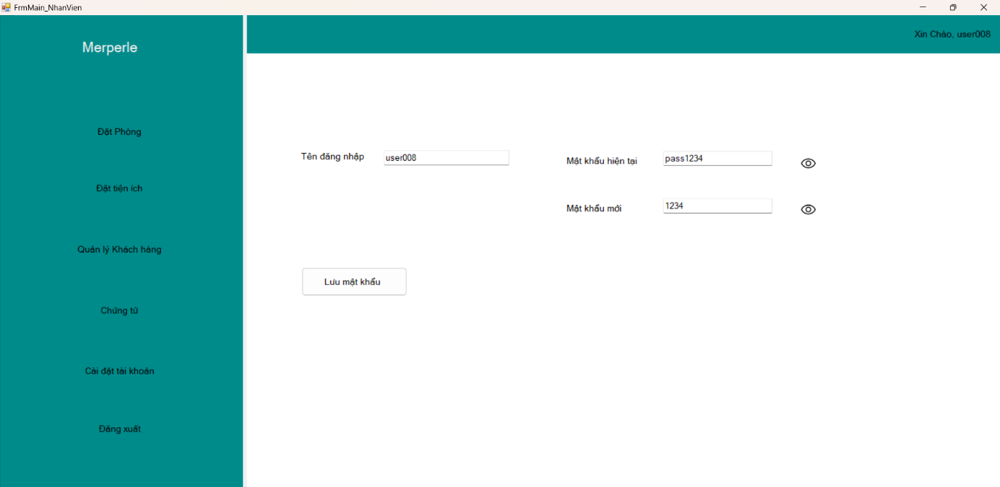 FrmMain_NhanVien
Xin Chào, user008
Merperle
Đặt Phòng
Đặt tiện ích
Quản lý Khách hàng
Chứng từ
Cài đặt tài khoản
Đăng xuất
Tên đăng nhập user008
Mật khẩu hiện tại pass1234
Mật khẩu mới 1234
Lưu mật khẩu